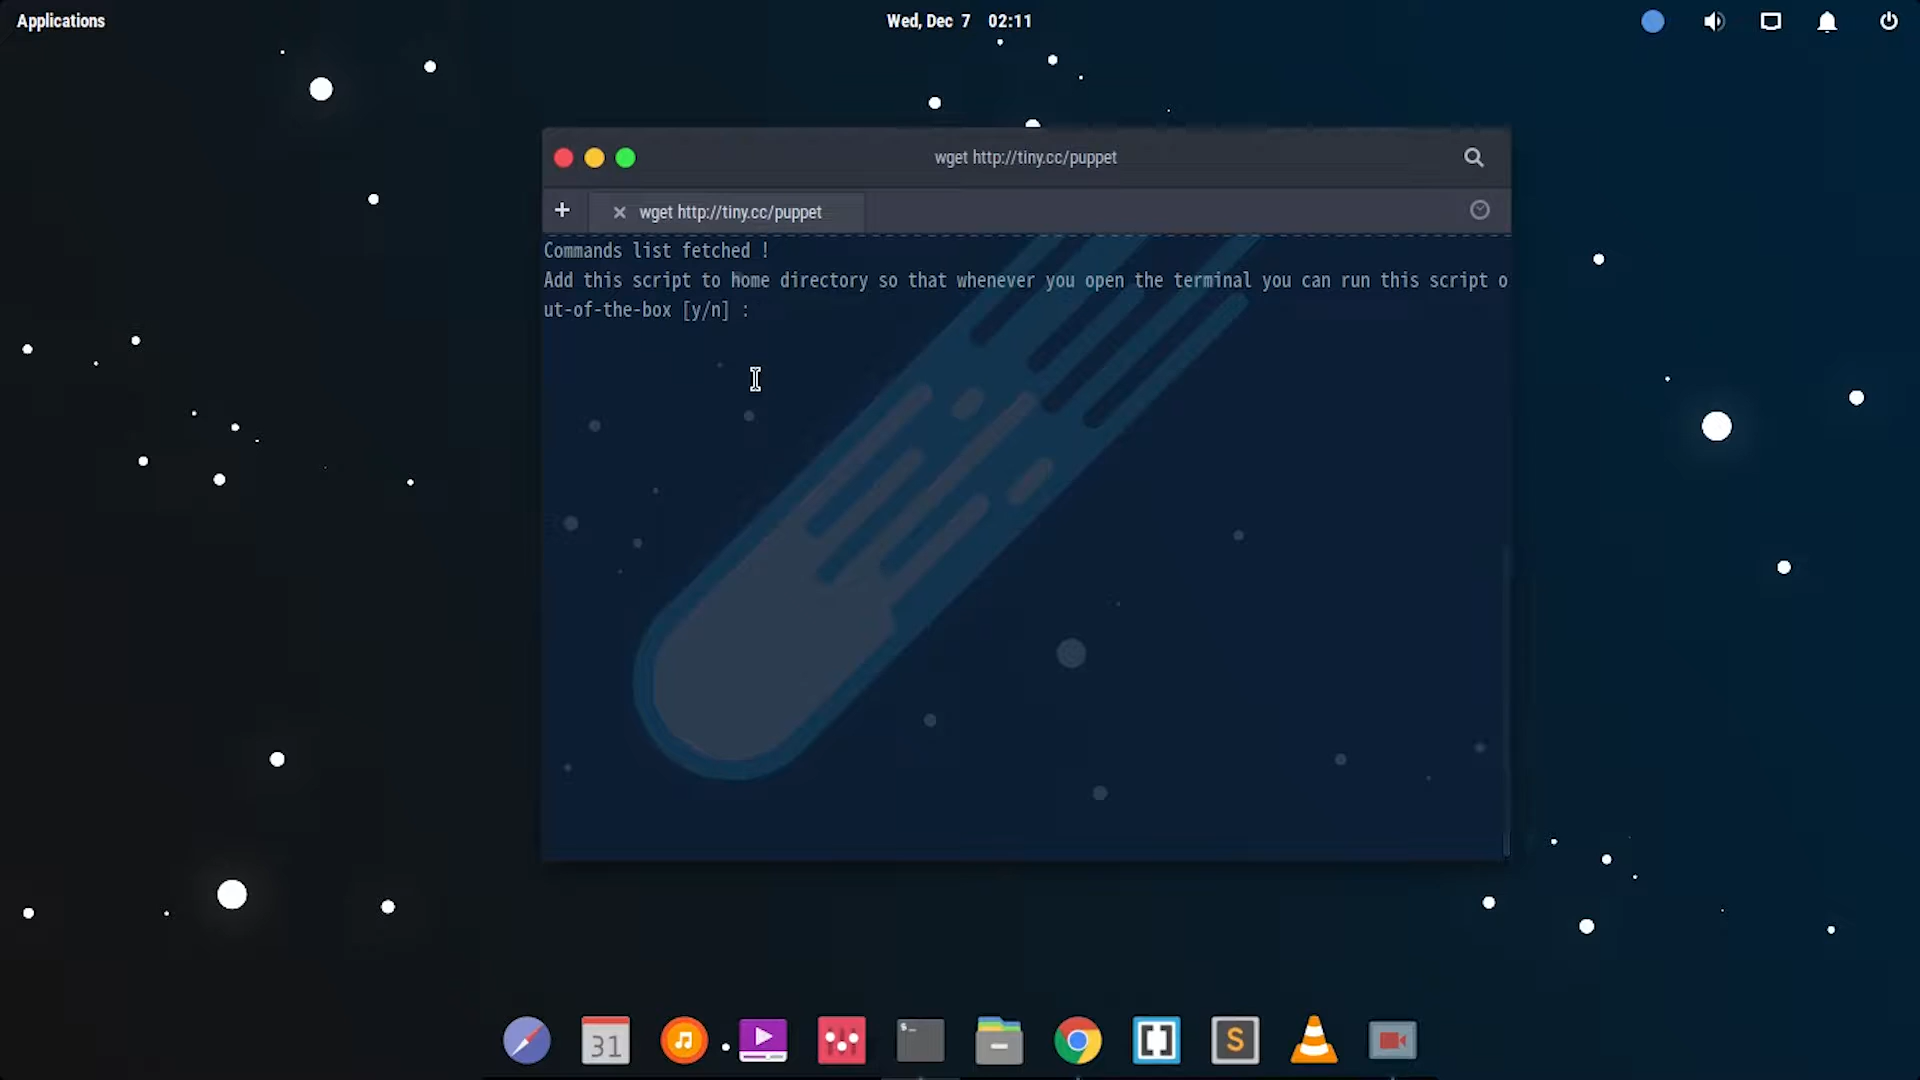 Applications
Wed, Dec 7 02:11
wget http://tiny.cc/puppet
wget http://tiny.cc/puppet
Commands list fetched !
Add this script to home directory so that whenever you open the terminal you can run this script o
ut-of-the-box [y/n] :
31
$_
S